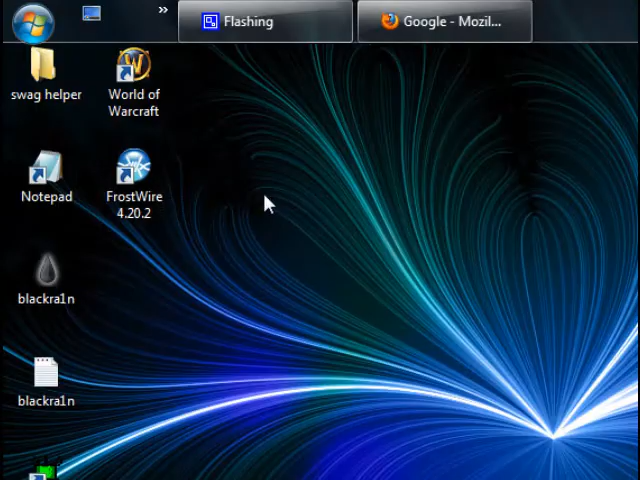 »
Flashing
Google - Mozil...
swag helper
World of
Warcraft
Notepad
FrostWire
4.20.2
blackra1n
blackra1n